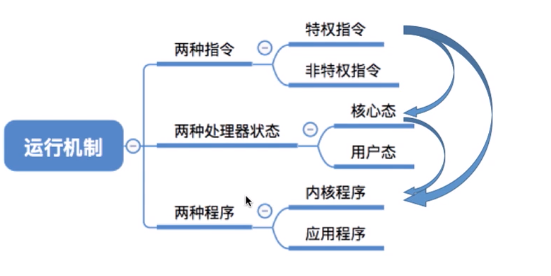 特权指令
两种指令
非特权指令
核心态
两种处理器状态
运行机制
用户态
内核程序
两种程序
应用程序